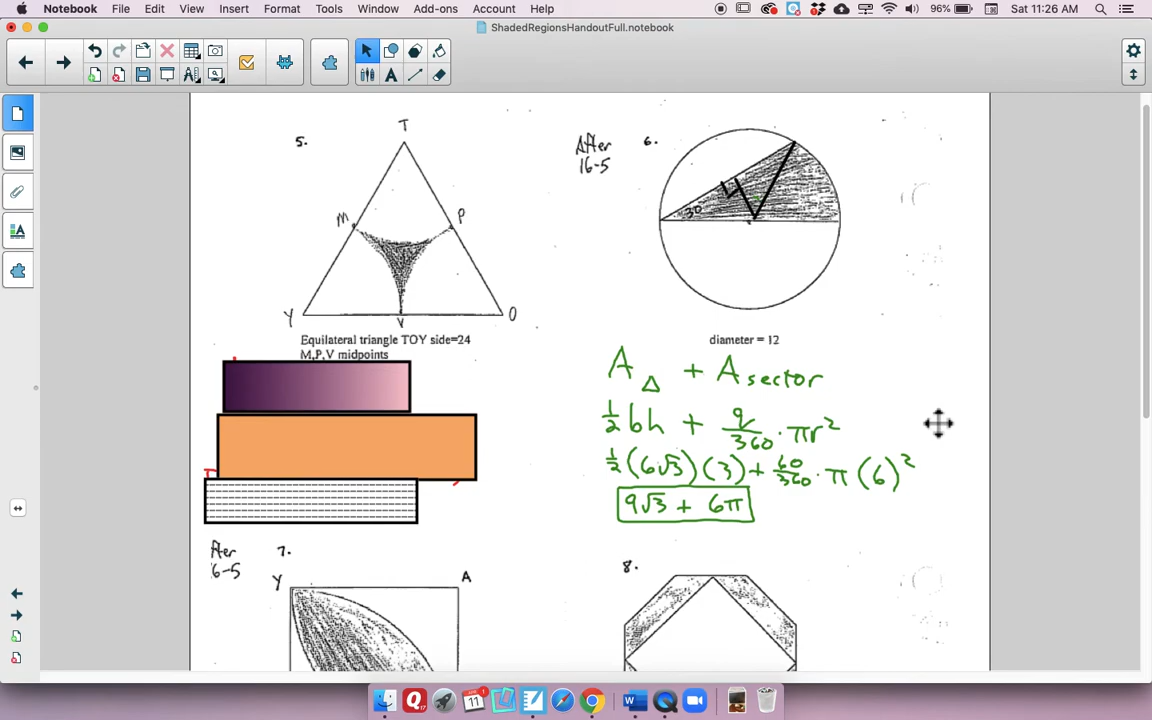 Notebook File Edit View Insert Format Tools Window Add-ons Account Help 96% Sat 11:26 AM
ShadedRegionsHandoutFull.notebook
5.
T
M
P
Y
V
O
Equilateral triangle TOY side=24
M,P,V midpoints
After
16-5
6.
30
diameter = 12
A△ + A sector
½bh + q/360 · πr²
½(6√3)(3) + 60/360 · π(6)²
9√3 + 6π
fter
6-5
7.
Y
A
8.